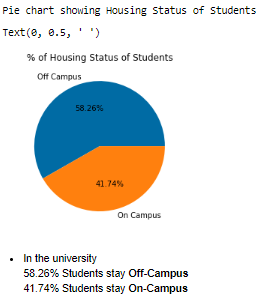 Pie chart showing Housing Status of Students
Text(0, 0.5, ' ')
% of Housing Status of Students
Off Campus
58.26%
41.74%
On Campus
• In the university
58.26% Students stay Off-Campus
41.74% Students stay On-Campus